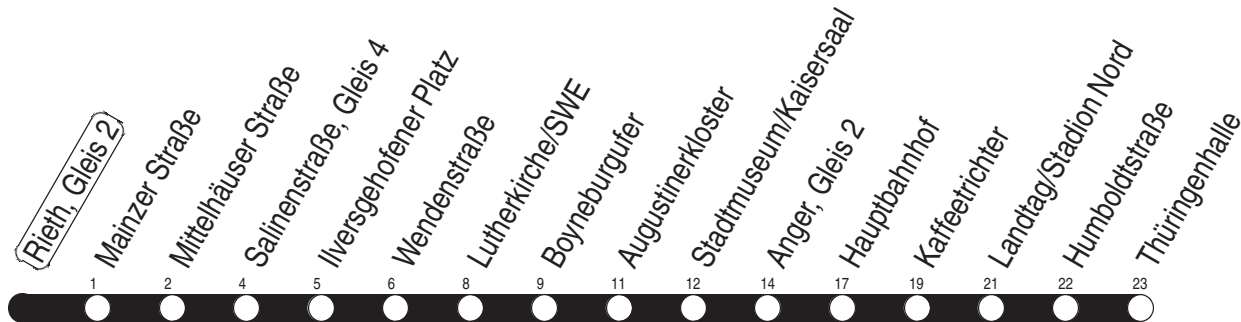 Rieth, Gleis 2
Mainzer Straße
Mittelhäuser Straße
Salinenstraße, Gleis 4
Ilversgehofener Platz
Wendenstraße
Lutherkirche/SWE
Boyneburgufer
Augustinerkloster
Stadtmuseum/Kaisersaal
Anger, Gleis 2
Hauptbahnhof
Kaffeetrichter
Landtag/Stadion Nord
Humboldtstraße
Thüringenhalle
1 2 4 5 6 8 9 11 12 14 17 19 21 22 23